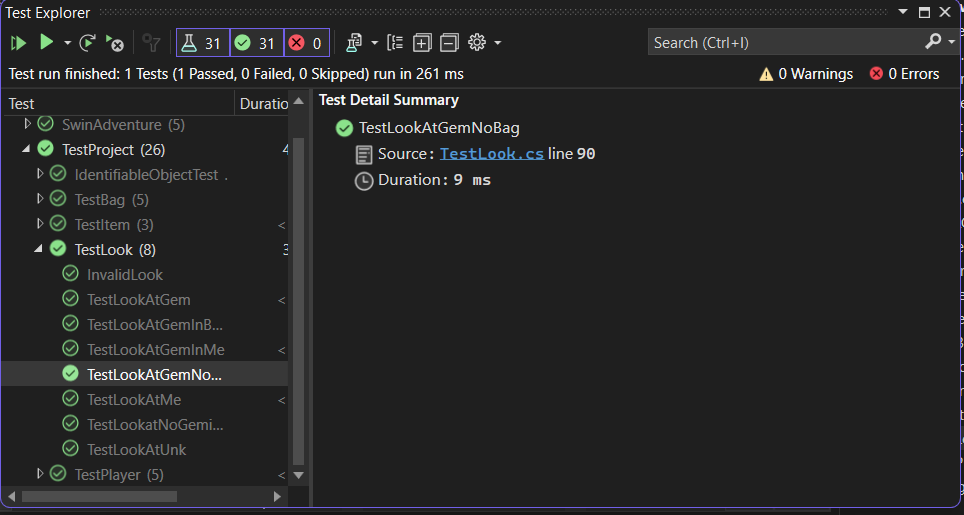 Test Explorer
31 31 0
Search (Ctrl+I)
Test run finished: 1 Tests (1 Passed, 0 Failed, 0 Skipped) run in 261 ms
0 Warnings 0 Errors
Test Duratio
SwinAdventure (5)
TestProject (26) 4
IdentifiableObjectTest .
TestBag (5)
TestItem (3) <
TestLook (8) 3
InvalidLook
TestLookAtGem <
TestLookAtGemInB...
TestLookAtGemInMe <
TestLookAtGemNo...
TestLookAtMe <
TestLookatNoGemi...
TestLookAtUnk
TestPlayer (5) <
Test Detail Summary
TestLookAtGemNoBag
Source: TestLook.cs line 90
Duration: 9 ms